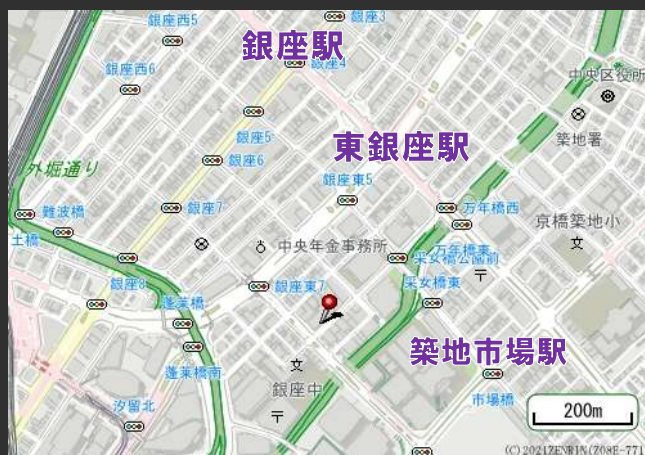 銀座西5
銀座3
銀座駅
銀座4
銀座西6
中央区役所
築地署
銀座5
東銀座駅
外堀通り
銀座6
銀座東5
難波橋
銀座7
万年橋西
京橋築地小
土橋
中央年金事務所
万年橋東
采女橋公園前
銀座東7
采女橋東
銀座8
蓬莱橋
築地市場駅
蓬莱橋南
銀座中
汐留北
市場橋
200m
(C)2021ZENRIN(Z08E-771